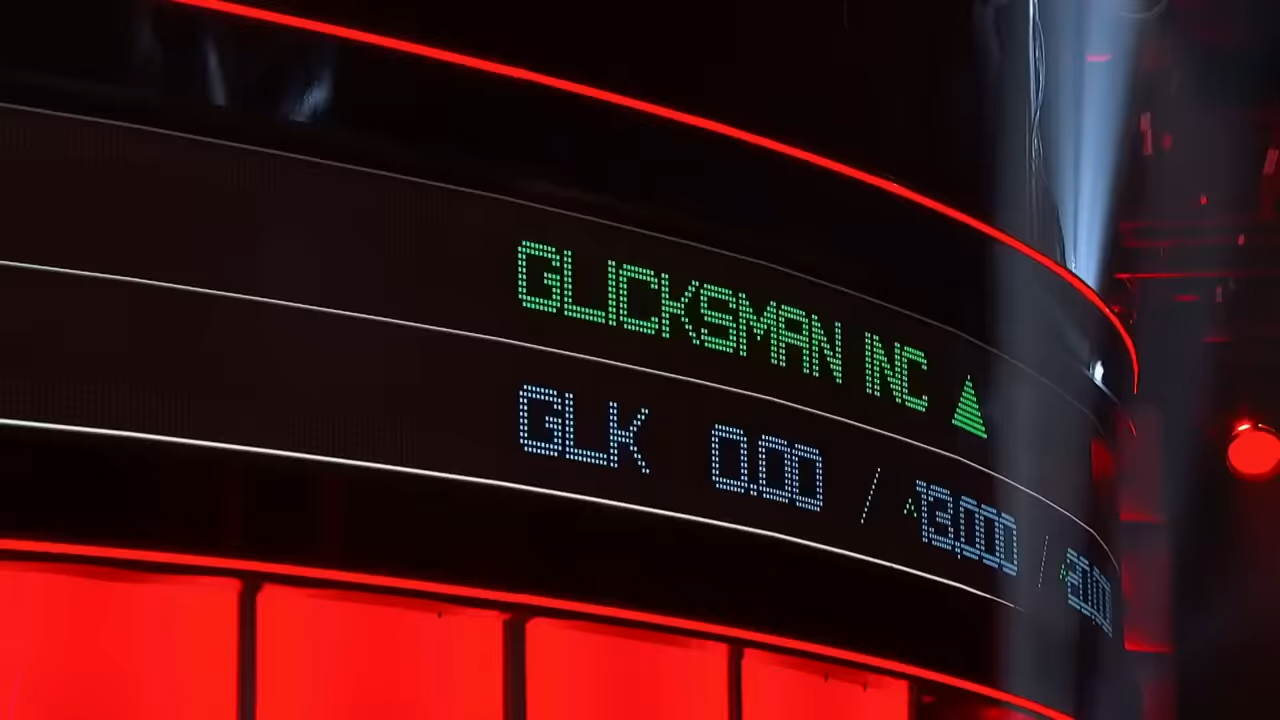 GLICKSMAN INC ▲
GLK 0.00 / ^13,000 /